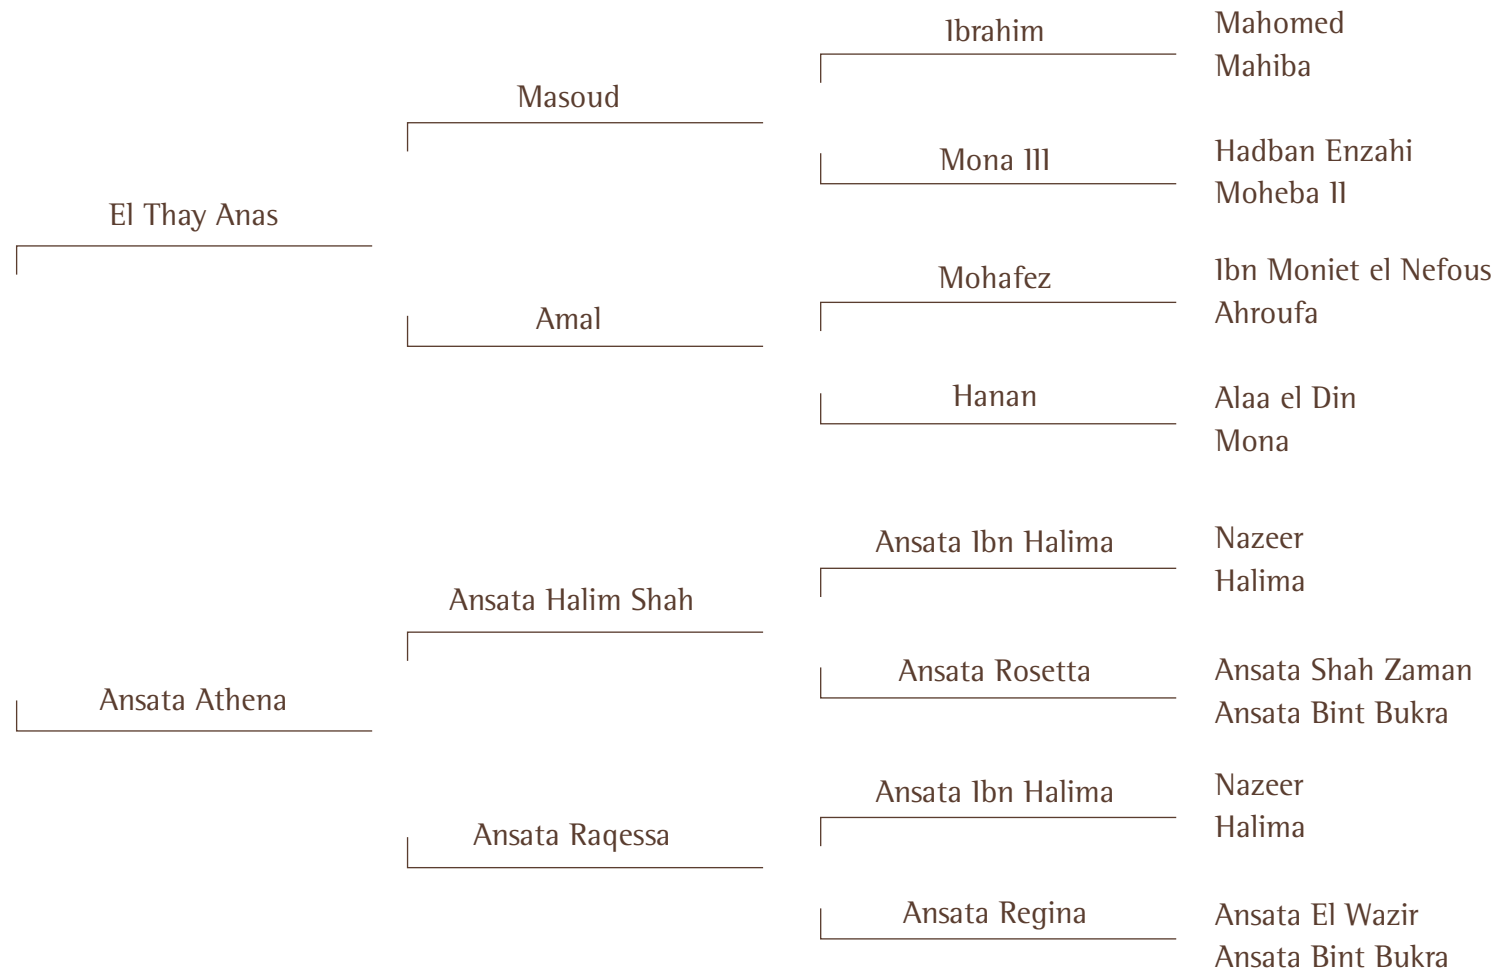 Ibrahim
Mahomed
Mahiba
Masoud
Mona III
Hadban Enzahi
Moheba II
El Thay Anas
Mohafez
Ibn Moniet el Nefous
Ahroufa
Amal
Hanan
Alaa el Din
Mona
Ansata Ibn Halima
Nazeer
Halima
Ansata Halim Shah
Ansata Rosetta
Ansata Shah Zaman
Ansata Bint Bukra
Ansata Athena
Ansata Ibn Halima
Nazeer
Halima
Ansata Raqessa
Ansata Regina
Ansata El Wazir
Ansata Bint Bukra